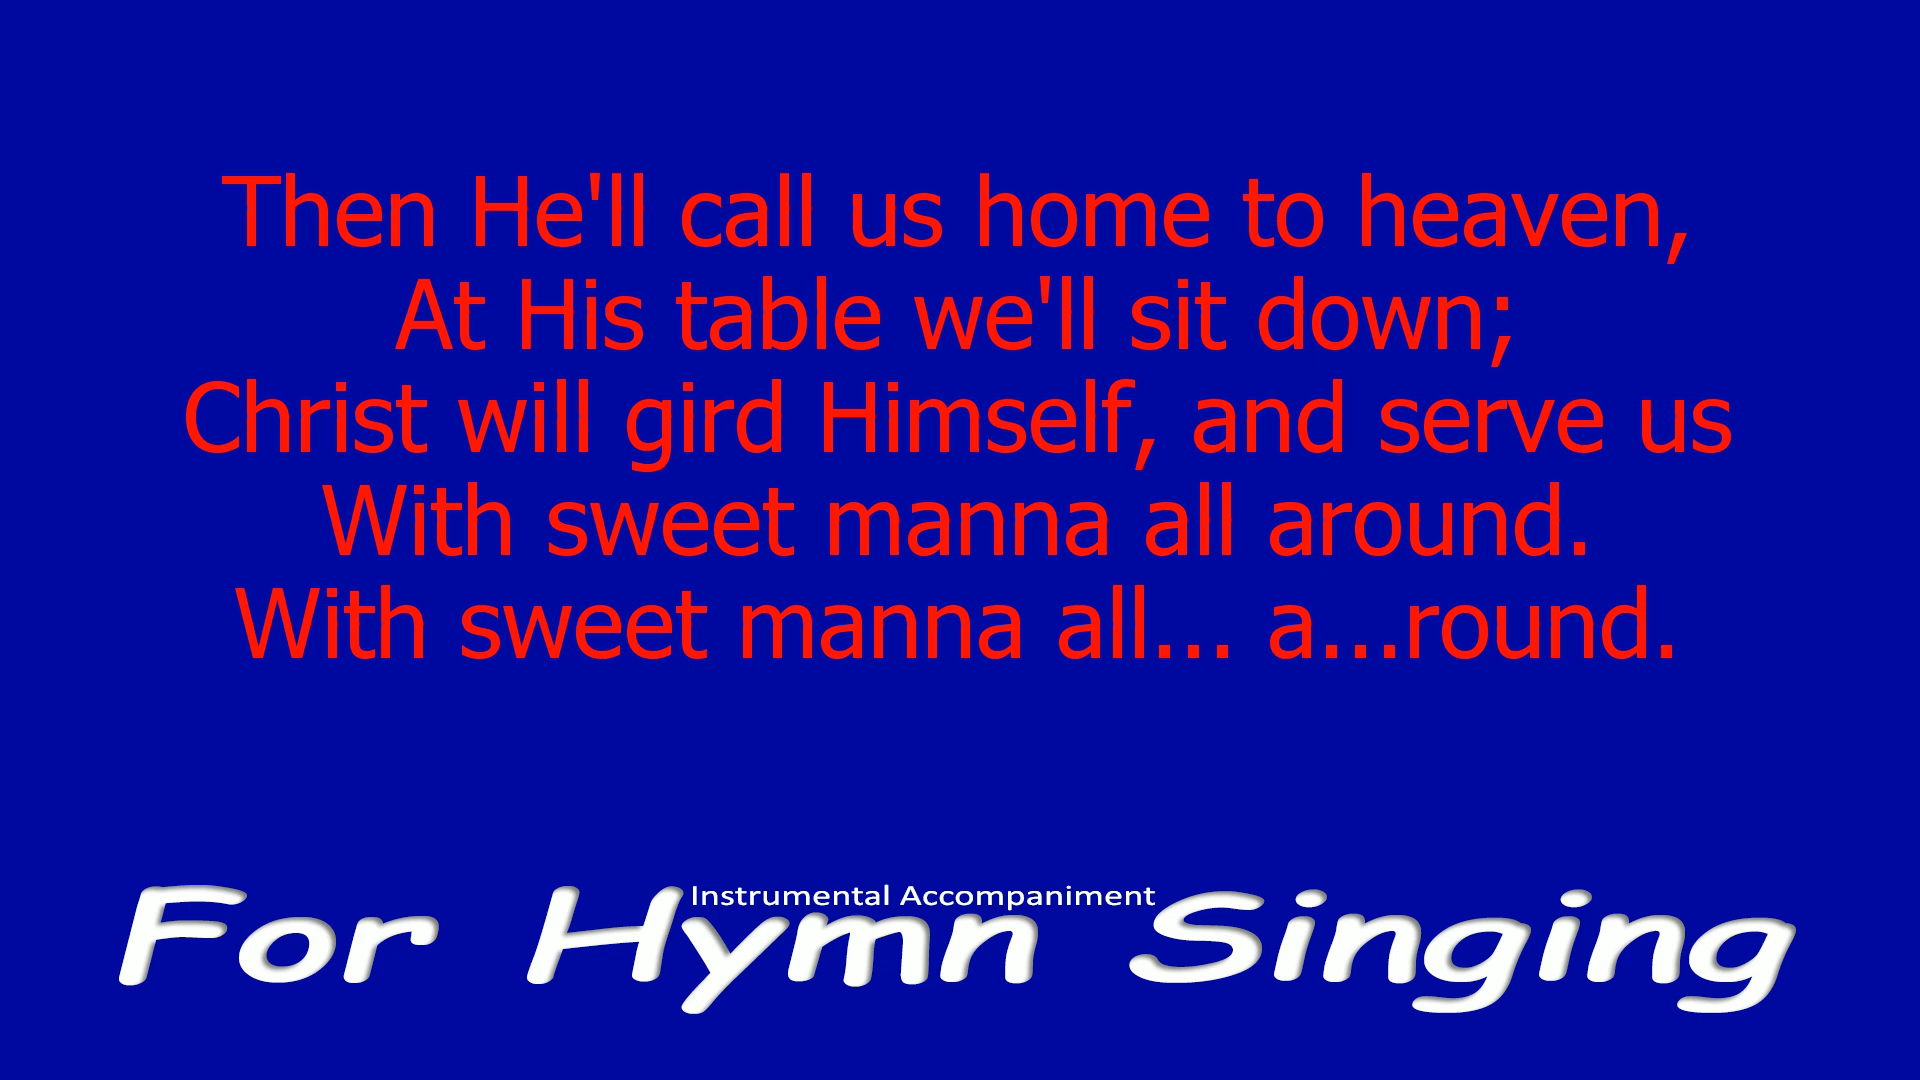 Then He'll call us home to heaven,
At His table we'll sit down;
Christ will gird Himself, and serve us
With sweet manna all around.
With sweet manna all... a...round.
Instrumental Accompaniment
For Hymn Singing